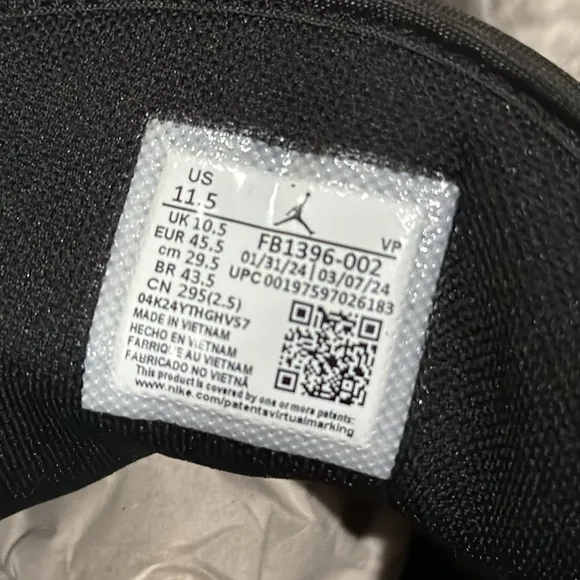 US
11.5
VP
UK 10.5
EUR 45.5
cm 29.5
BR 43.5
CN 295(2.5)
FB1396-002
01/31/24 | 03/07/24
UPC 00197597026183
04K24YTHGHV57
MADE IN VIETNAM
HECHO EN VIETNAM
FABRIQUE AU VIETNAM
FABRICADO NO VIETNÃ
This product is covered by one or more patents:
www.nike.com/patentsvirtualmarking